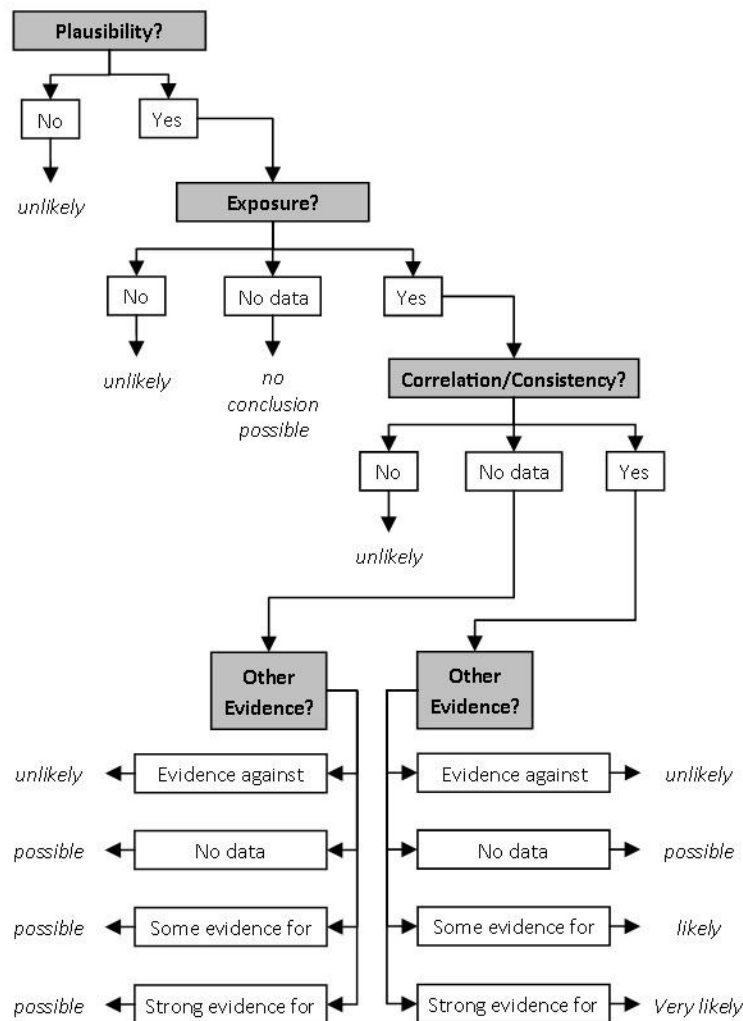 Plausibility?
No
Yes
unlikely
Exposure?
No
No data
Yes
unlikely
no
conclusion
possible
Correlation/Consistency?
No
No data
Yes
unlikely
Other
Evidence?
Other
Evidence?
unlikely
Evidence against
Evidence against
unlikely
possible
No data
No data
possible
possible
Some evidence for
Some evidence for
likely
possible
Strong evidence for
Strong evidence for
Very likely